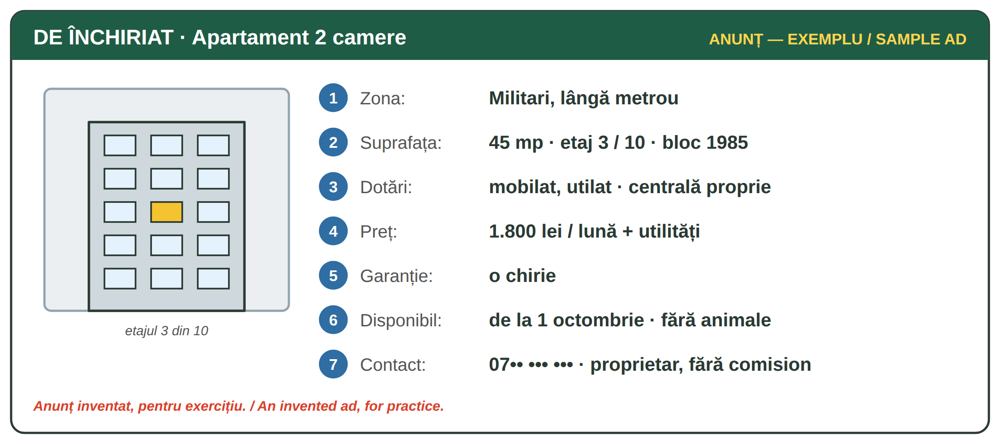 DE ÎNCHIRIAT · Apartament 2 camere
ANUNȚ — EXEMPLU / SAMPLE AD
1 Zona: Militari, lângă metrou
2 Suprafața: 45 mp · etaj 3 / 10 · bloc 1985
3 Dotări: mobilat, utilat · centrală proprie
4 Preț: 1.800 lei / lună + utilități
5 Garanție: o chirie
6 Disponibil: de la 1 octombrie · fără animale
7 Contact: 07•• ••• ••• · proprietar, fără comision
etajul 3 din 10
Anunț inventat, pentru exercițiu. / An invented ad, for practice.